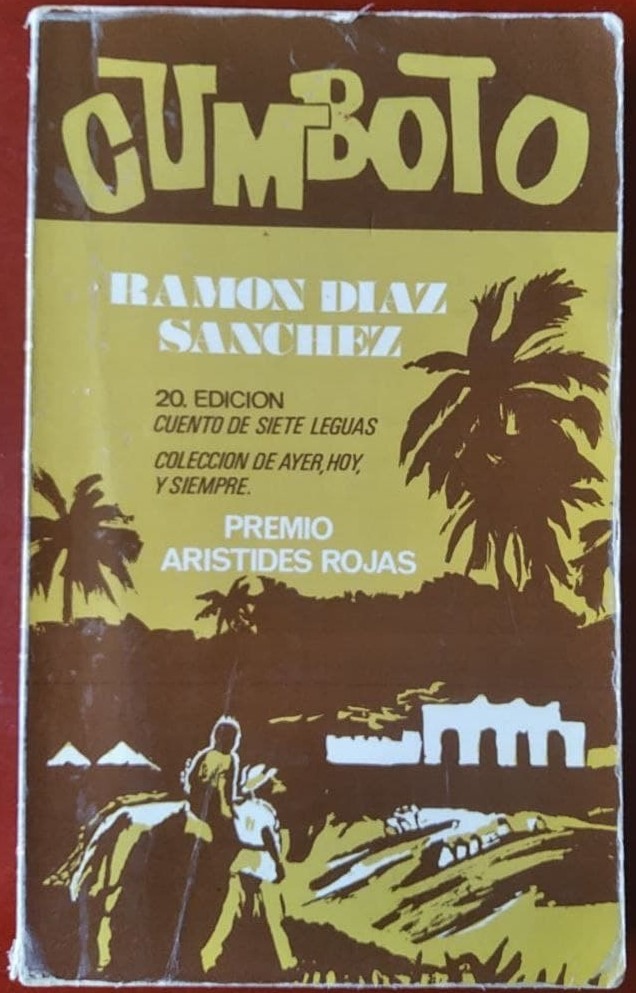 CUMBOTO
RAMON DIAZ
SANCHEZ
20. EDICION
CUENTO DE SIETE LEGUAS
COLECCION DE AYER, HOY,
Y SIEMPRE.
PREMIO
ARISTIDES ROJAS